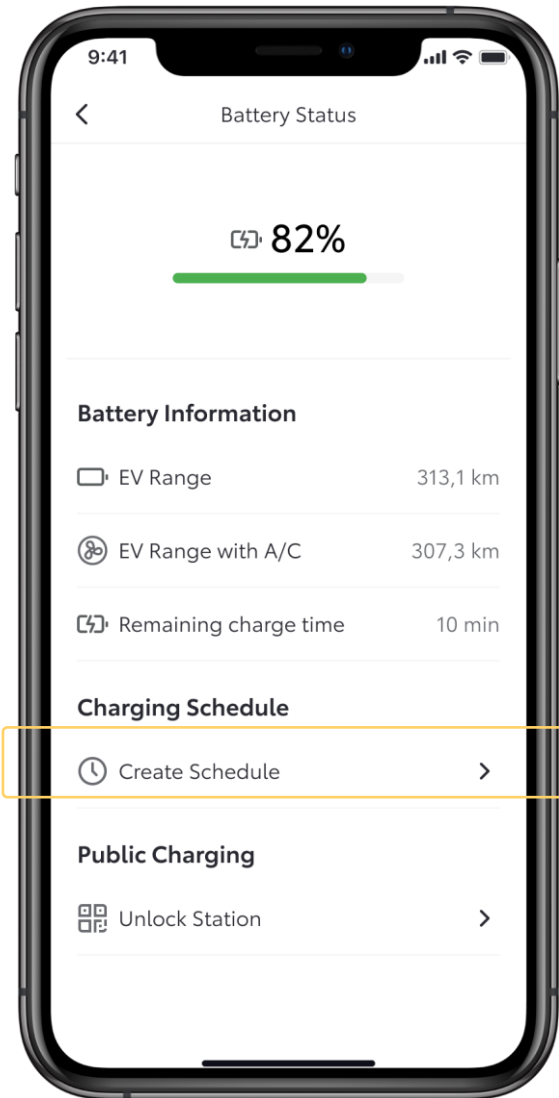 9:41
Battery Status
82%
Battery Information
EV Range 313,1 km
EV Range with A/C 307,3 km
Remaining charge time 10 min
Charging Schedule
Create Schedule
Public Charging
Unlock Station